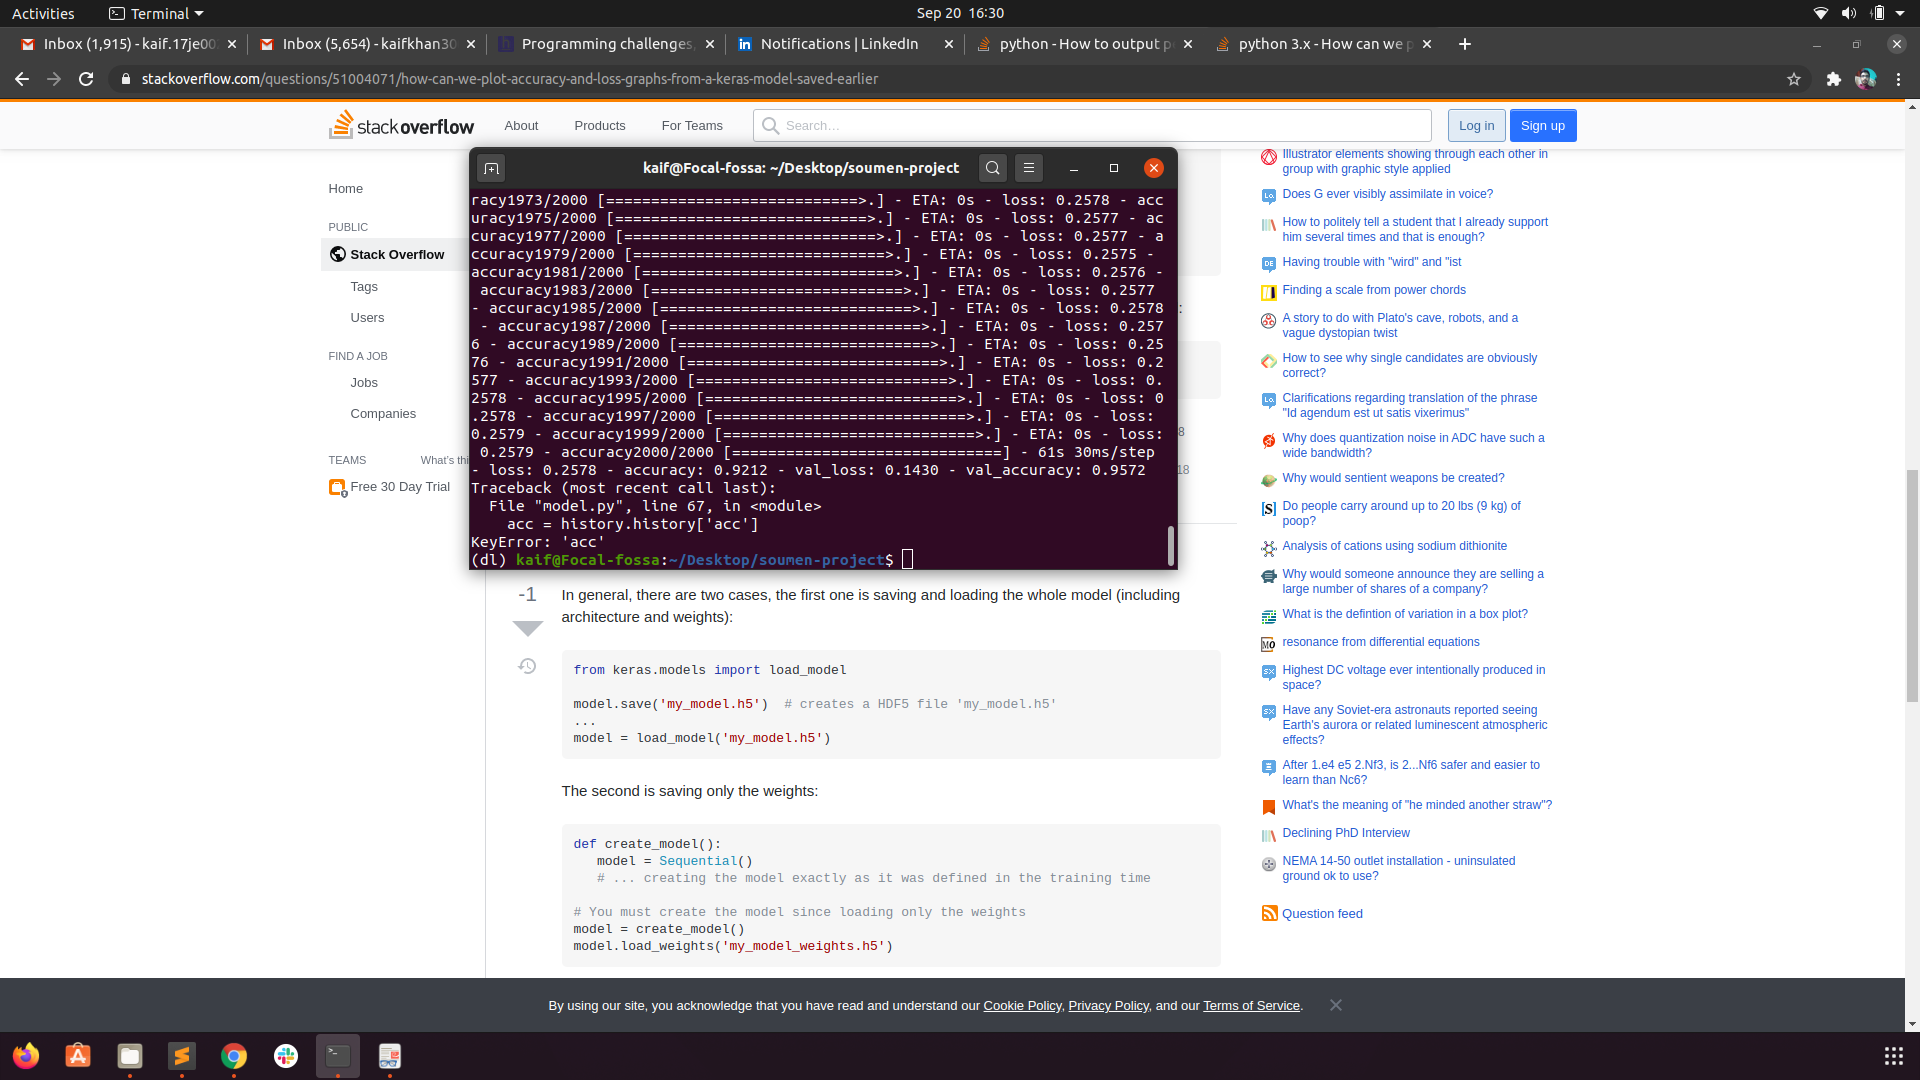 Activities
Terminal
Sep 20 16:30
Inbox (1,915) - kaif.17je00
Inbox (5,654) - kaifkhan30
Programming challenges,
Notifications | LinkedIn
python - How to output p
python 3.x - How can we p
stackoverflow.com/questions/51004071/how-can-we-plot-accuracy-and-loss-graphs-from-a-keras-model-saved-earlier
stackoverflow
About
Products
For Teams
Search…
Log in
Sign up
Home
PUBLIC
Stack Overflow
Tags
Users
FIND A JOB
Jobs
Companies
TEAMS
What's thi
Free 30 Day Trial
kaif@Focal-fossa: ~/Desktop/soumen-project
racy1973/2000 [============================>.] - ETA: 0s - loss: 0.2578 - acc
uracy1975/2000 [============================>.] - ETA: 0s - loss: 0.2577 - ac
curacy1977/2000 [============================>.] - ETA: 0s - loss: 0.2577 - a
ccuracy1979/2000 [============================>.] - ETA: 0s - loss: 0.2575 -
accuracy1981/2000 [============================>.] - ETA: 0s - loss: 0.2576 -
accuracy1983/2000 [============================>.] - ETA: 0s - loss: 0.2577
- accuracy1985/2000 [============================>.] - ETA: 0s - loss: 0.2578
- accuracy1987/2000 [============================>.] - ETA: 0s - loss: 0.257
6 - accuracy1989/2000 [============================>.] - ETA: 0s - loss: 0.25
76 - accuracy1991/2000 [============================>.] - ETA: 0s - loss: 0.2
577 - accuracy1993/2000 [============================>.] - ETA: 0s - loss: 0.
2578 - accuracy1995/2000 [============================>.] - ETA: 0s - loss: 0
.2578 - accuracy1997/2000 [============================>.] - ETA: 0s - loss:
0.2579 - accuracy1999/2000 [============================>.] - ETA: 0s - loss:
0.2579 - accuracy2000/2000 [==============================] - 61s 30ms/step
- loss: 0.2578 - accuracy: 0.9212 - val_loss: 0.1430 - val_accuracy: 0.9572
Traceback (most recent call last):
File "model.py", line 67, in <module>
acc = history.history['acc']
KeyError: 'acc'
(dl) kaif@Focal-fossa:~/Desktop/soumen-project$
:
8
18
-1
In general, there are two cases, the first one is saving and loading the whole model (including
architecture and weights):
from keras.models import load_model
model.save('my_model.h5')  # creates a HDF5 file 'my_model.h5'
...
model = load_model('my_model.h5')
The second is saving only the weights:
def create_model():
model = Sequential()
# ... creating the model exactly as it was defined in the training time
# You must create the model since loading only the weights
model = create_model()
model.load_weights('my_model_weights.h5')
Illustrator elements showing through each other in
group with graphic style applied
Does G ever visibly assimilate in voice?
How to politely tell a student that I already support
him several times and that is enough?
Having trouble with "wird" and "ist
Finding a scale from power chords
A story to do with Plato's cave, robots, and a
vague dystopian twist
How to see why single candidates are obviously
correct?
Clarifications regarding translation of the phrase
"Id agendum est ut satis vixerimus"
Why does quantization noise in ADC have such a
wide bandwidth?
Why would sentient weapons be created?
Do people carry around up to 20 lbs (9 kg) of
poop?
Analysis of cations using sodium dithionite
Why would someone announce they are selling a
large number of shares of a company?
What is the defintion of variation in a box plot?
resonance from differential equations
Highest DC voltage ever intentionally produced in
space?
Have any Soviet-era astronauts reported seeing
Earth's aurora or related luminescent atmospheric
effects?
After 1.e4 e5 2.Nf3, is 2...Nf6 safer and easier to
learn than Nc6?
What's the meaning of "he minded another straw"?
Declining PhD Interview
NEMA 14-50 outlet installation - uninsulated
ground ok to use?
Question feed
By using our site, you acknowledge that you have read and understand our Cookie Policy, Privacy Policy, and our Terms of Service.